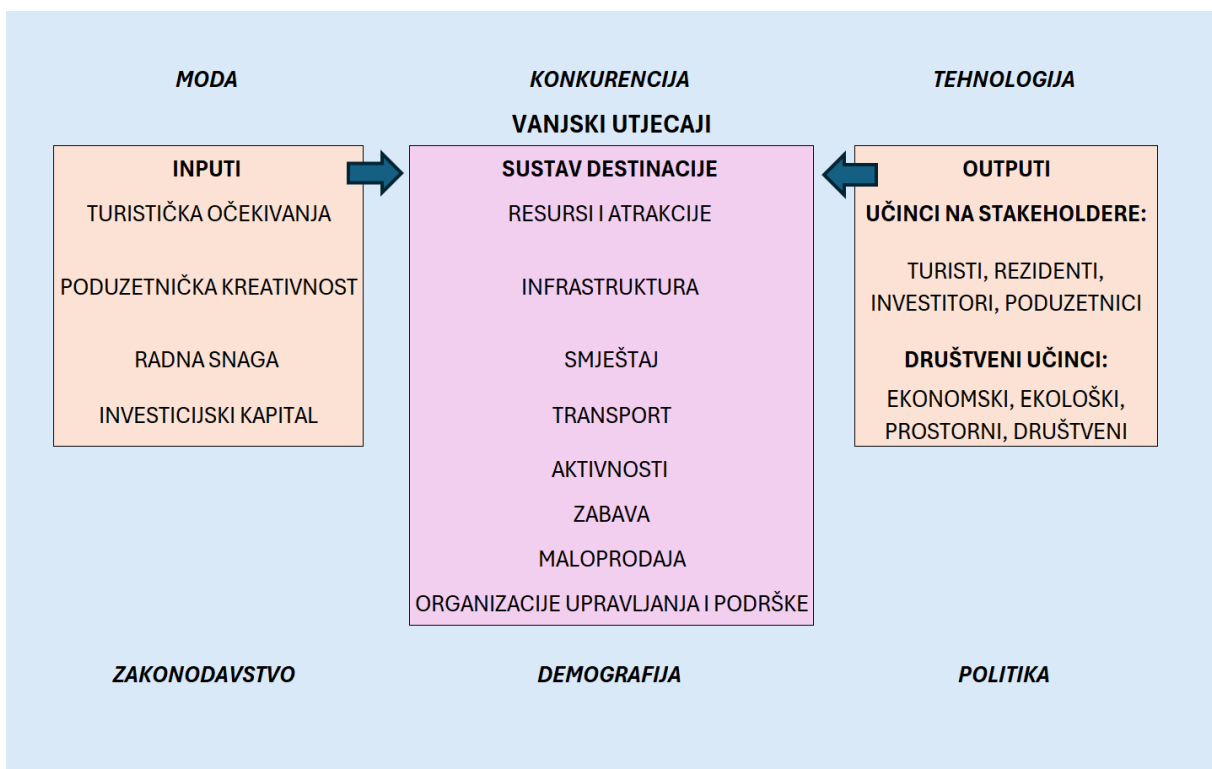 MODA
KONKURENCIJA
TEHNOLOGIJA
VANJSKI UTJECAJI
INPUTI
TURISTIČKA OČEKIVANJA
PODUZETNIČKA KREATIVNOST
RADNA SNAGA
INVESTICIJSKI KAPITAL
SUSTAV DESTINACIJE
RESURSI I ATRAKCIJE
INFRASTRUKTURA
SMJEŠTAJ
TRANSPORT
AKTIVNOSTI
ZABAVA
MALOPRODAJA
ORGANIZACIJE UPRAVLJANJA I PODRŠKE
OUTPUTI
UČINCI NA STAKEHOLDERE:
TURISTI, REZIDENTI,
INVESTITORI, PODUZETNICI
DRUŠTVENI UČINCI:
EKONOMSKI, EKOLOŠKI,
PROSTORNI, DRUŠTVENI
ZAKONODAVSTVO
DEMOGRAFIJA
POLITIKA